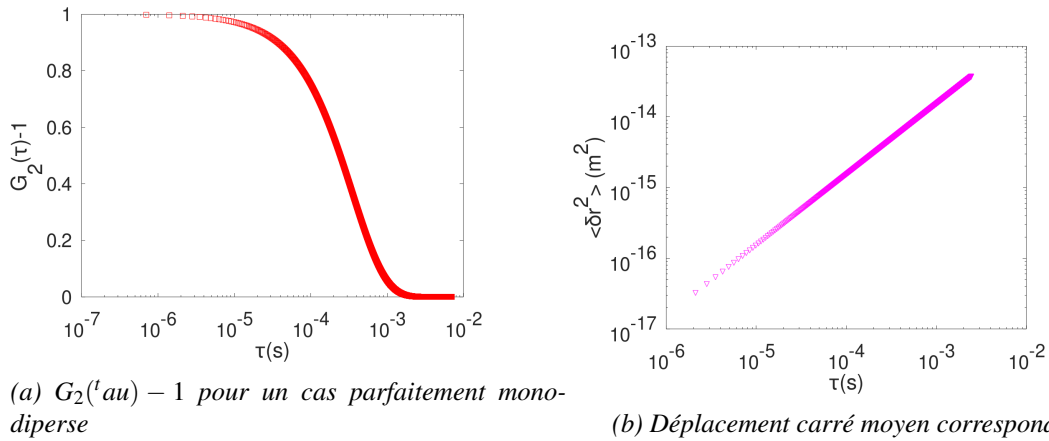 1
0.8
0.6
0.4
0.2
0
G₂(τ)-1
10⁻⁷ 10⁻⁶ 10⁻⁵ 10⁻⁴ 10⁻³ 10⁻²
τ(s)
(a) G₂(ᵗau) − 1 pour un cas parfaitement mono-
diperse
10⁻¹³
10⁻¹⁴
10⁻¹⁵
10⁻¹⁶
10⁻¹⁷
<δr²> (m²)
10⁻⁶ 10⁻⁵ 10⁻⁴ 10⁻³ 10⁻²
τ(s)
(b) Déplacement carré moyen correspond